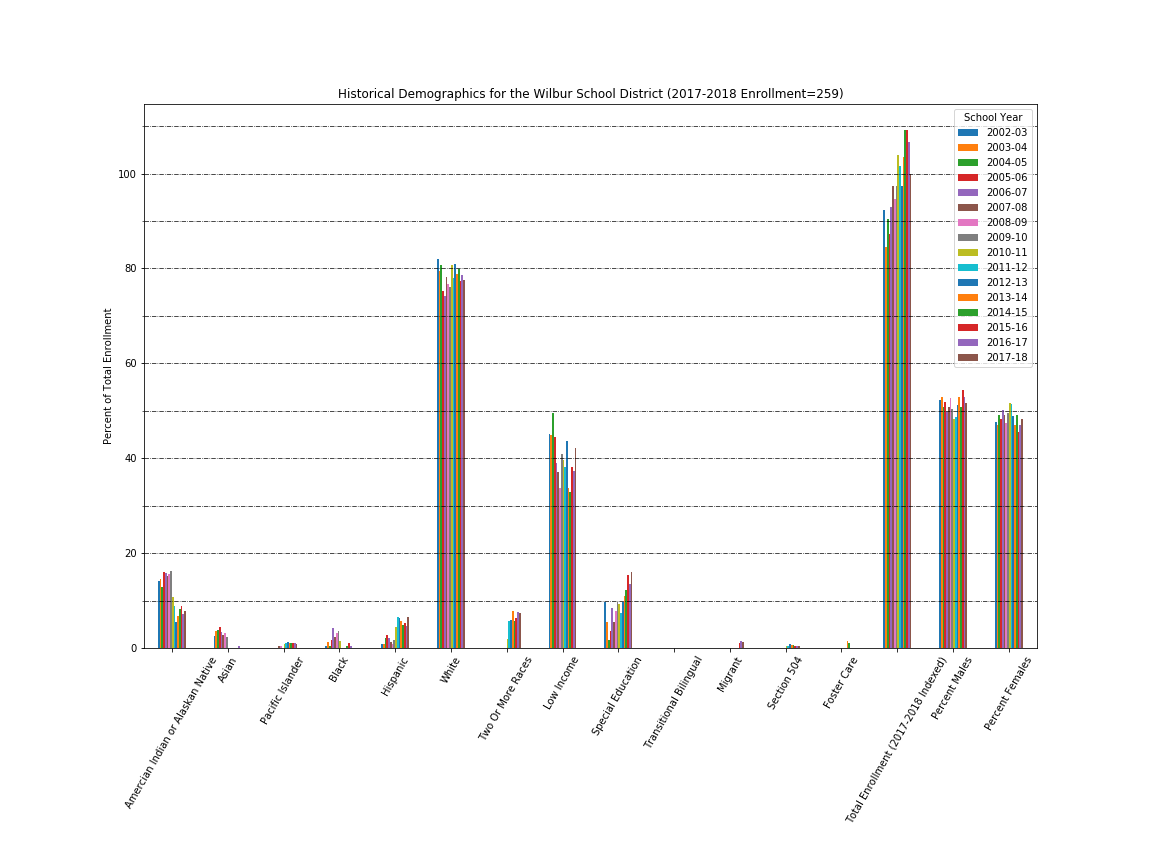 Historical Demographics for the Wilbur School District (2017-2018 Enrollment=259)
Percent of Total Enrollment
100
80
60
40
20
0
School Year
2002-03
2003-04
2004-05
2005-06
2006-07
2007-08
2008-09
2009-10
2010-11
2011-12
2012-13
2013-14
2014-15
2015-16
2016-17
2017-18
Amercian Indian or Alaskan Native
Asian
Pacific Islander
Black
Hispanic
White
Two Or More Races
Low Income
Special Education
Transitional Bilingual
Migrant
Section 504
Foster Care
Total Enrollment (2017-2018 Indexed)
Percent Males
Percent Females